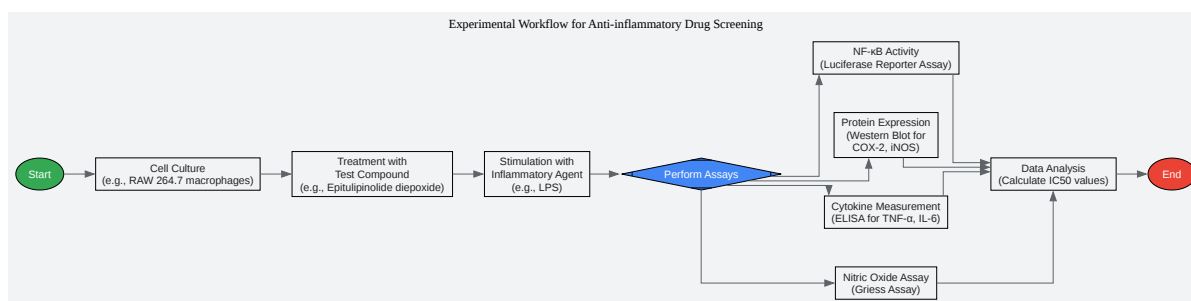 Experimental Workflow for Anti-inflammatory Drug Screening
Start
Cell Culture
(e.g., RAW 264.7 macrophages)
Treatment with
Test Compound
(e.g., Epitulipinolide diepoxide)
Stimulation with
Inflammatory Agent
(e.g., LPS)
Perform Assays
NF-κB Activity
(Luciferase Reporter Assay)
Protein Expression
(Western Blot for
COX-2, iNOS)
Cytokine Measurement
(ELISA for TNF-α, IL-6)
Nitric Oxide Assay
(Griess Assay)
Data Analysis
(Calculate IC50 values)
End